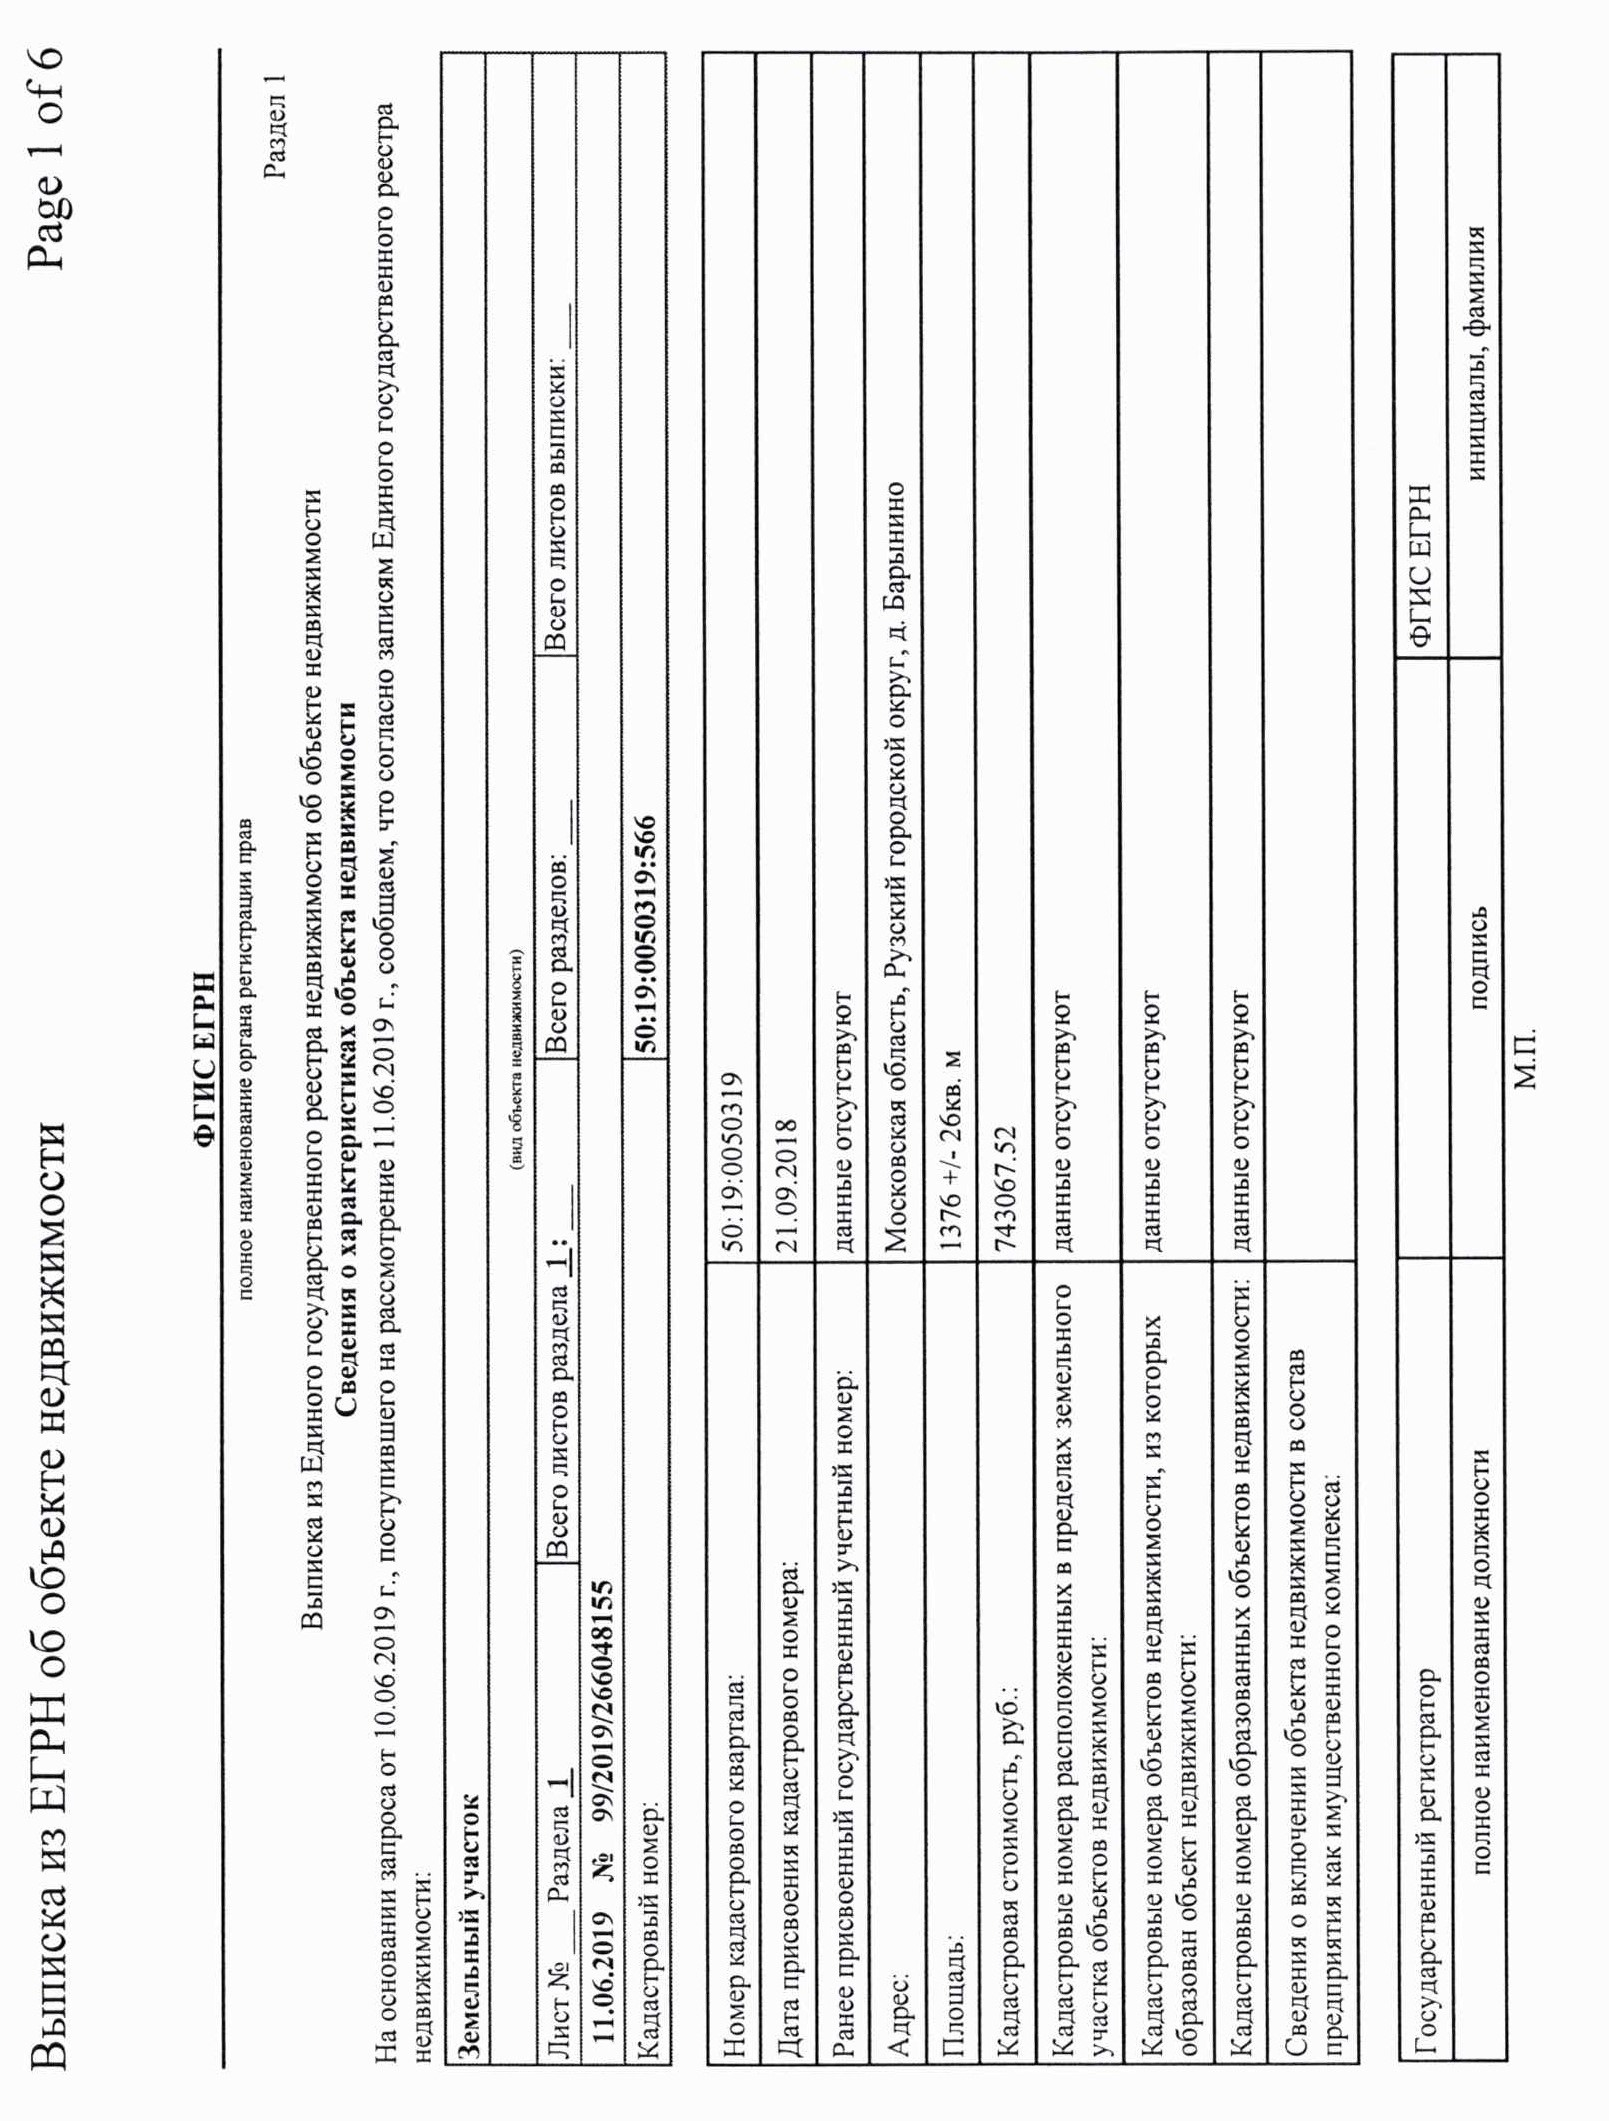 Выписка из ЕГРН об объекте недвижимости Page 1 of 6
ФГИС ЕГРН
полное наименование органа регистрации прав
Раздел 1
Выписка из Единого государственного реестра недвижимости об объекте недвижимости
Сведения о характеристиках объекта недвижимости
На основании запроса от 10.06.2019 г., поступившего на рассмотрение 11.06.2019 г., сообщаем, что согласно записям Единого государственного реестра
недвижимости:
Земельный участок
(вид объекта недвижимости)
Лист № ___ Раздела 1 Всего листов раздела 1: ___ Всего разделов: ___ Всего листов выписки: ___
11.06.2019 № 99/2019/266048155
Кадастровый номер: 50:19:0050319:566
Номер кадастрового квартала: 50:19:0050319
Дата присвоения кадастрового номера: 21.09.2018
Ранее присвоенный государственный учетный номер: данные отсутствуют
Адрес: Московская область, Рузский городской округ, д. Барынино
Площадь: 1376 +/- 26кв. м
Кадастровая стоимость, руб.: 743067.52
Кадастровые номера расположенных в пределах земельного данные отсутствуют
участка объектов недвижимости:
Кадастровые номера объектов недвижимости, из которых данные отсутствуют
образован объект недвижимости:
Кадастровые номера образованных объектов недвижимости: данные отсутствуют
Сведения о включении объекта недвижимости в состав
предприятия как имущественного комплекса:
Государственный регистратор ФГИС ЕГРН
полное наименование должности подпись инициалы, фамилия
М.П.